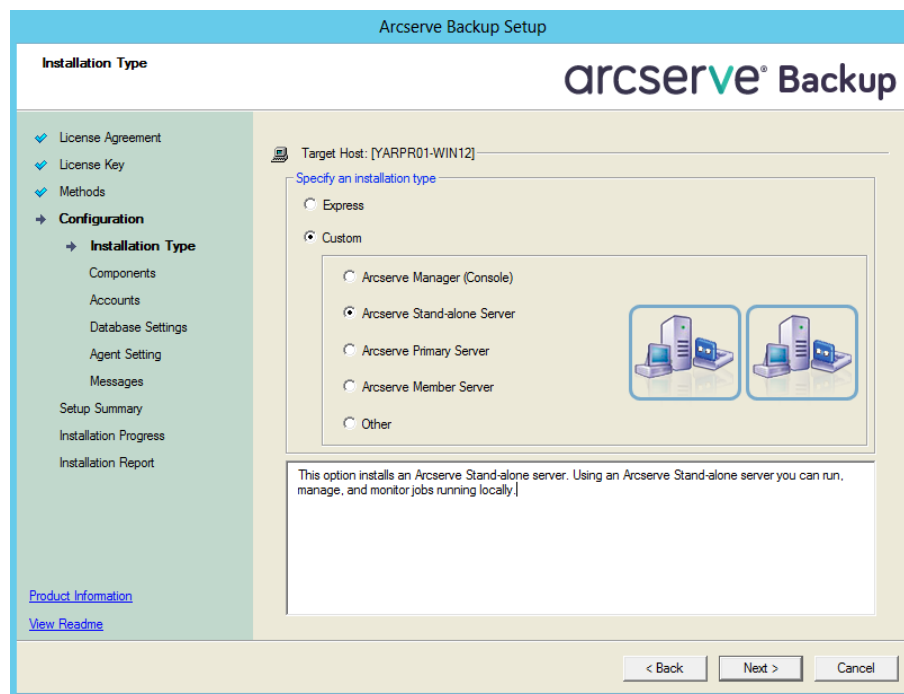 Arcserve Backup Setup
Installation Type
arcserve® Backup
License Agreement
License Key
Methods
Configuration
Installation Type
Components
Accounts
Database Settings
Agent Setting
Messages
Setup Summary
Installation Progress
Installation Report
Product Information
View Readme
Target Host: [YARPR01-WIN12]
Specify an installation type
Express
Custom
Arcserve Manager (Console)
Arcserve Stand-alone Server
Arcserve Primary Server
Arcserve Member Server
Other
This option installs an Arcserve Stand-alone server. Using an Arcserve Stand-alone server you can run,
manage, and monitor jobs running locally.
< Back
Next >
Cancel